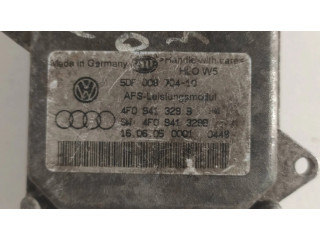 Made in Germany "Handle with care"
HLO W5
5DF 008 704-10
AFS-Leistungsmodul
4F0 941 329 B
SW: 4F0 941 329B
16.06.05 0001 0449